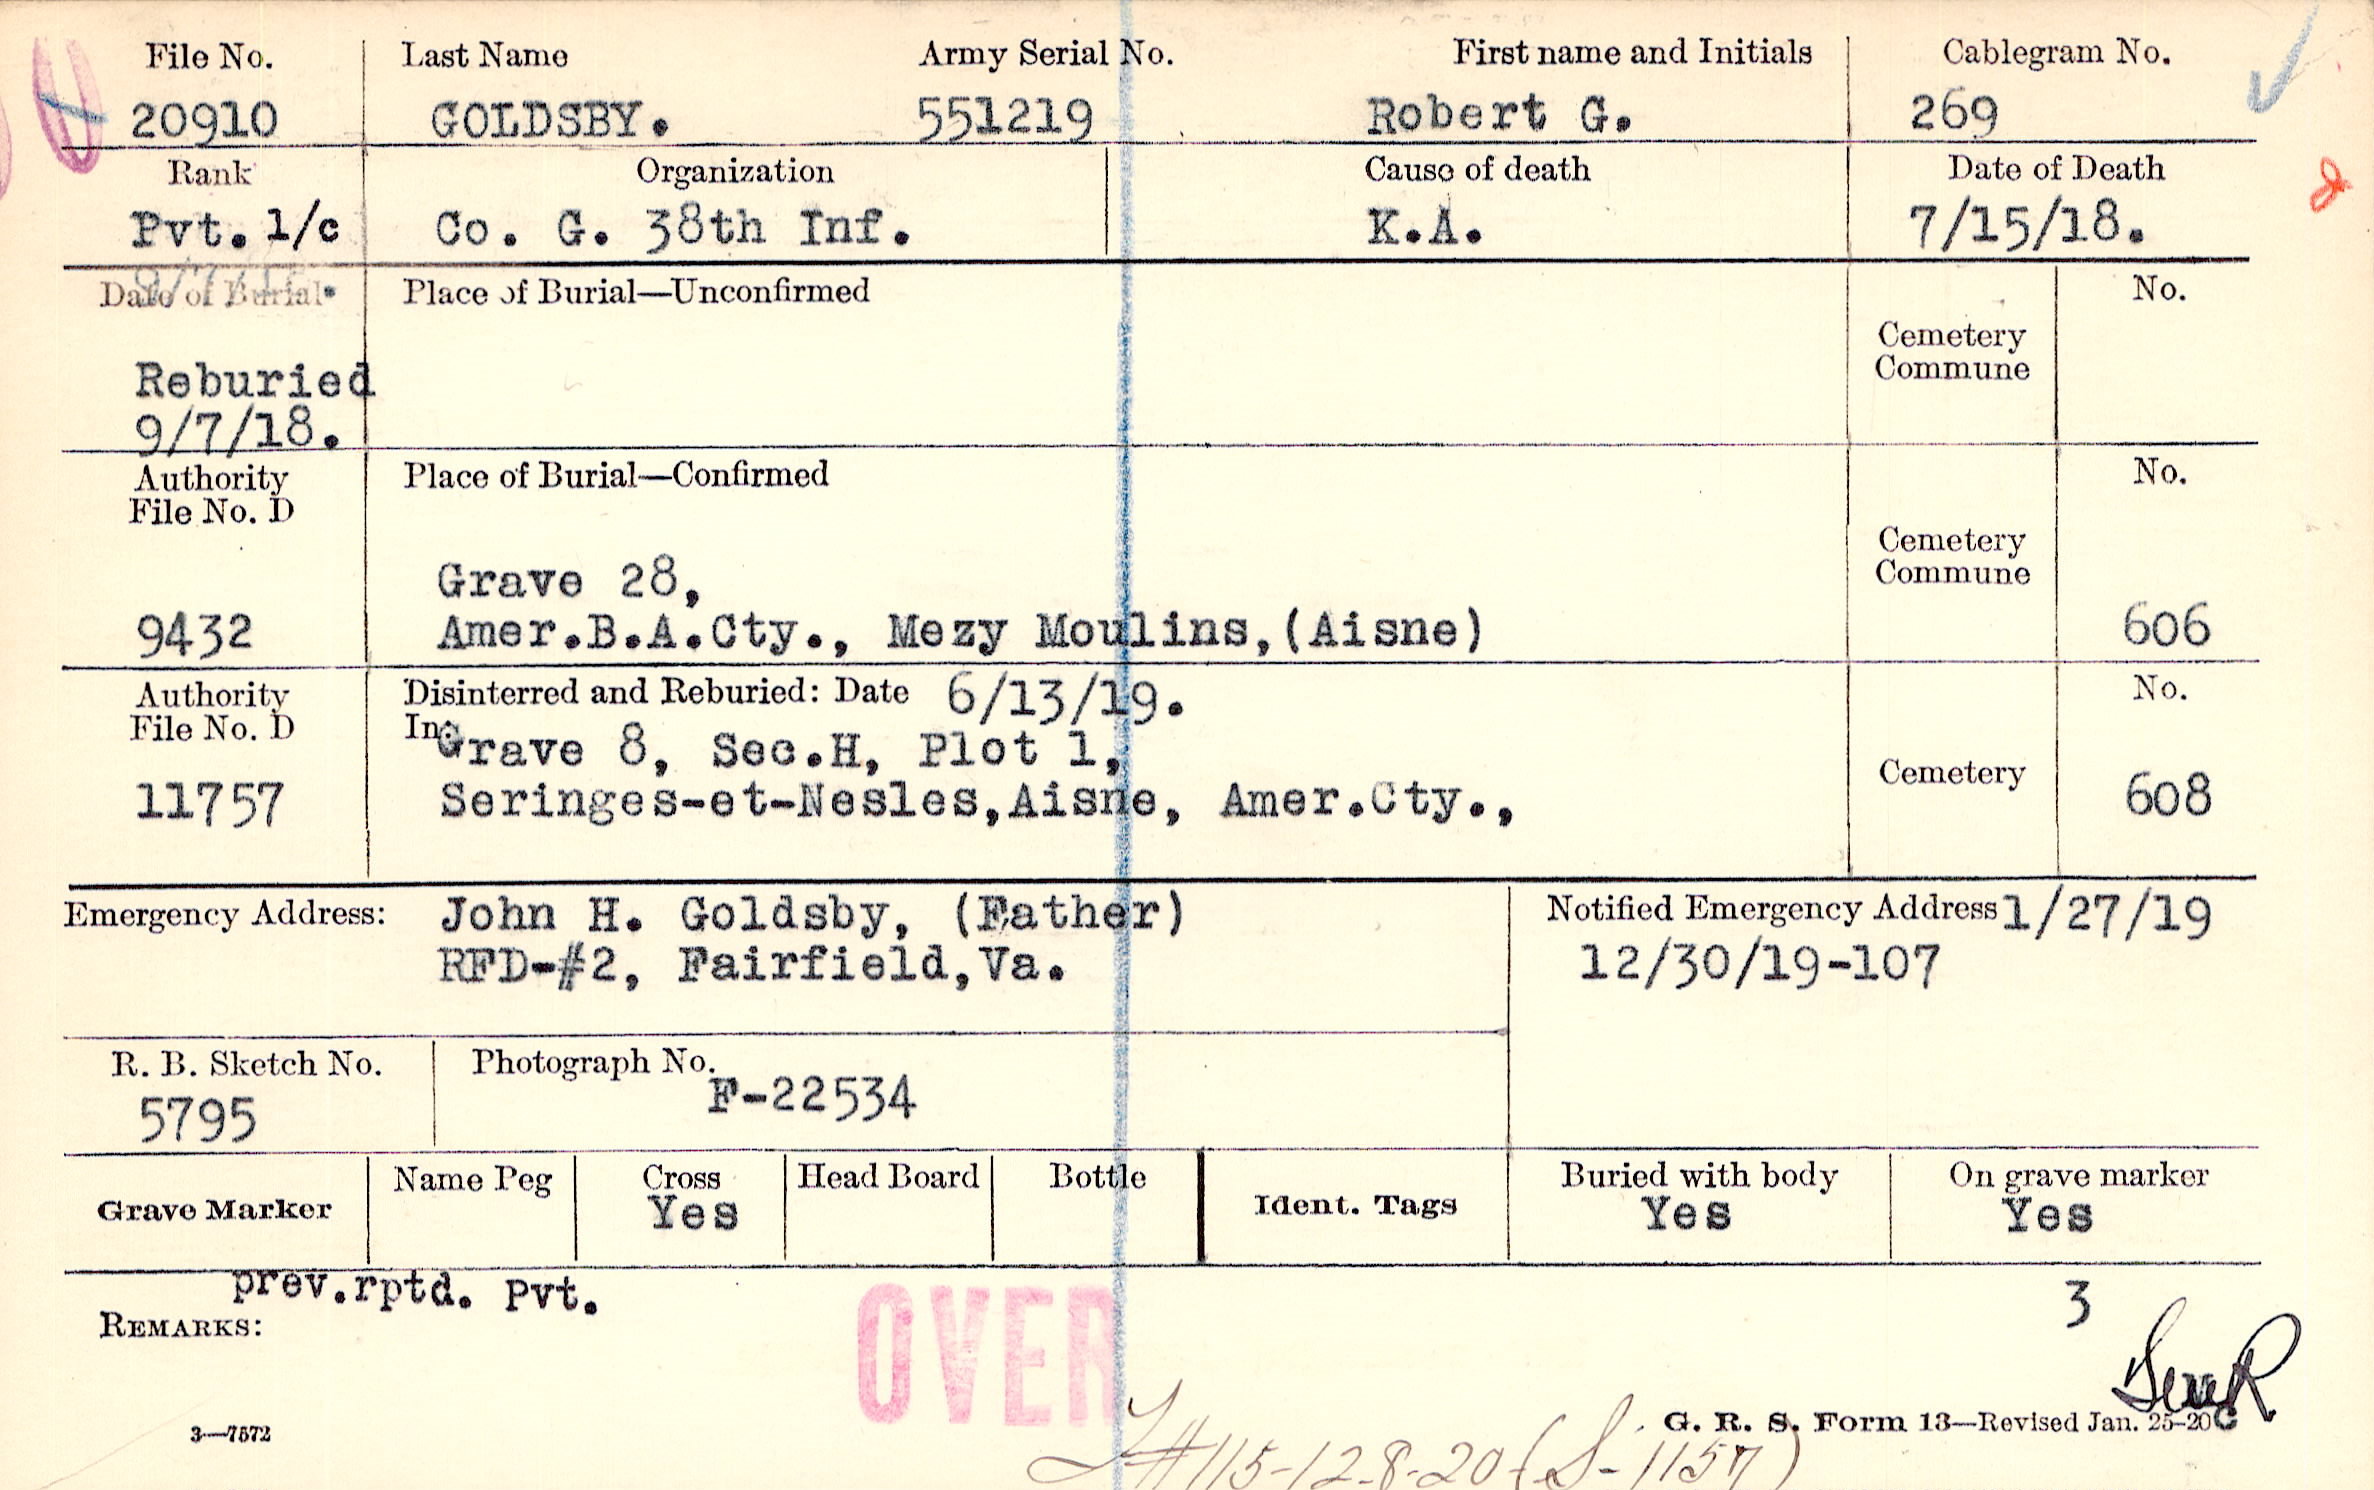 File No. Last Name Army Serial No. First name and Initials Cablegram No.
20910 GOLDSBY. 551219 Robert G. 269
Rank Organization Cause of death Date of Death
Pvt. 1/c Co. G. 38th Inf. K.A. 7/15/18.
Date of Burial Place of Burial—Unconfirmed No.
Cemetery
Commune
Reburied
9/7/18.
Authority Place of Burial—Confirmed No.
File No. D
Cemetery
Commune
Grave 28,
9432 Amer.B.A.Cty., Mezy Moulins,(Aisne) 606
Authority Disinterred and Reburied: Date 6/13/19. No.
File No. D In:
Grave 8, Sec.H, Plot 1,
Cemetery
11757 Seringes-et-Nesles,Aisne, Amer.Cty., 608
Emergency Address: John H. Goldsby, (Father) Notified Emergency Address 1/27/19
RFD-#2, Fairfield,Va. 12/30/19-107
R. B. Sketch No. Photograph No.
5795 F-22534
Name Peg Cross Head Board Bottle Buried with body On grave marker
Grave Marker Yes Ident. Tags Yes Yes
prev.rptd. Pvt. 3
REMARKS:
OVER
3—7572 G. R. S. Form 13—Revised Jan. 25-20 C
#115-12-8-20 (S-1157)